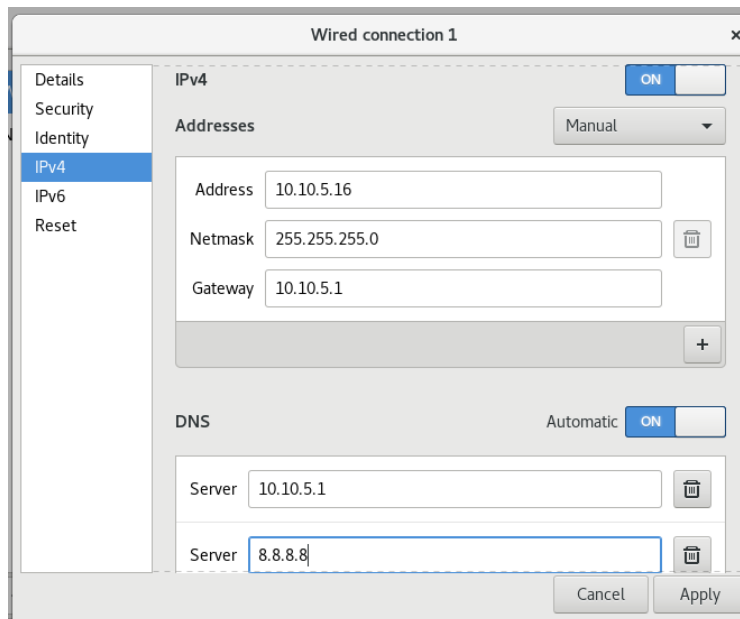 Wired connection 1
Details
Security
Identity
IPv4
IPv6
Reset
IPv4 ON
Addresses Manual
Address 10.10.5.16
Netmask 255.255.255.0
Gateway 10.10.5.1
+
DNS Automatic ON
Server 10.10.5.1
Server 8.8.8.8
Cancel Apply